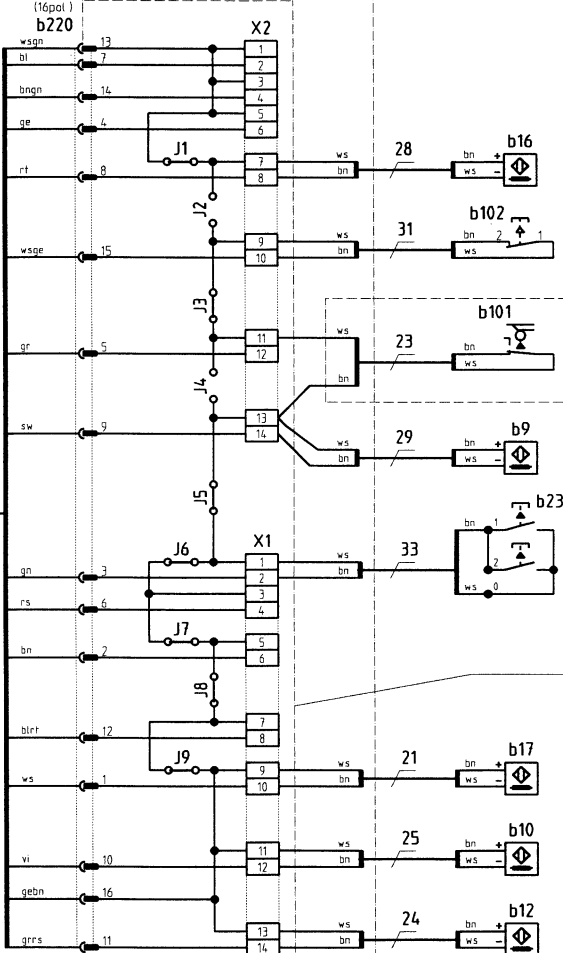 (16pol )
b220
X2
wsgn 13 1
bl 7 2
3
bngn 14 4
5
ge 4 6
J1 7 ws 28 bn + b16
rt 8 8 bn ws –
J2
b102
9 ws 31 bn 2 1
wsge 15 10 bn ws
J3
b101
11 ws
gr 5 12 23 bn
ws
J4 bn
13
sw 9 14 ws 29 bn + b9
bn ws –
J5
b23
J6 X1 bn 1
1 ws 33
gn 3 2 bn 2
3 ws 0
rs 6 4
J7 5
bn 2 6
J8
7
blrt 12 8
J9 9 ws 21 bn + b17
ws 1 10 bn ws –
11 ws 25 bn + b10
vi 10 12 bn ws –
gebn 16
13 ws 24 bn + b12
grrs 11 14 bn ws –